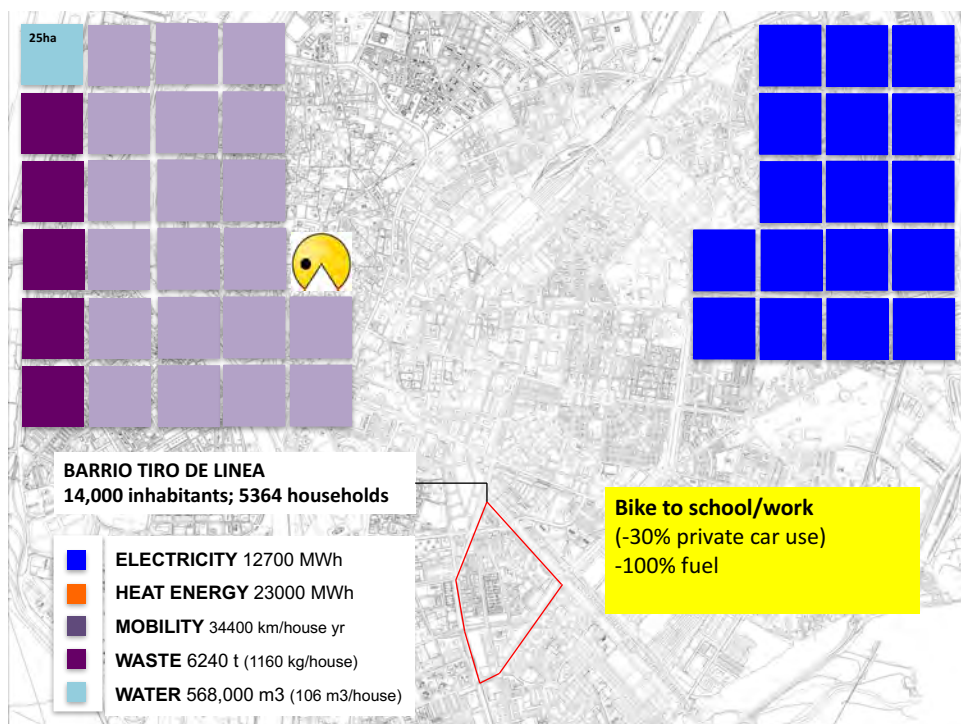 25ha
BARRIO TIRO DE LINEA
14,000 inhabitants; 5364 households
Bike to school/work
(-30% private car use)
-100% fuel
ELECTRICITY 12700 MWh
HEAT ENERGY 23000 MWh
MOBILITY 34400 km/house yr
WASTE 6240 t (1160 kg/house)
WATER 568,000 m3 (106 m3/house)